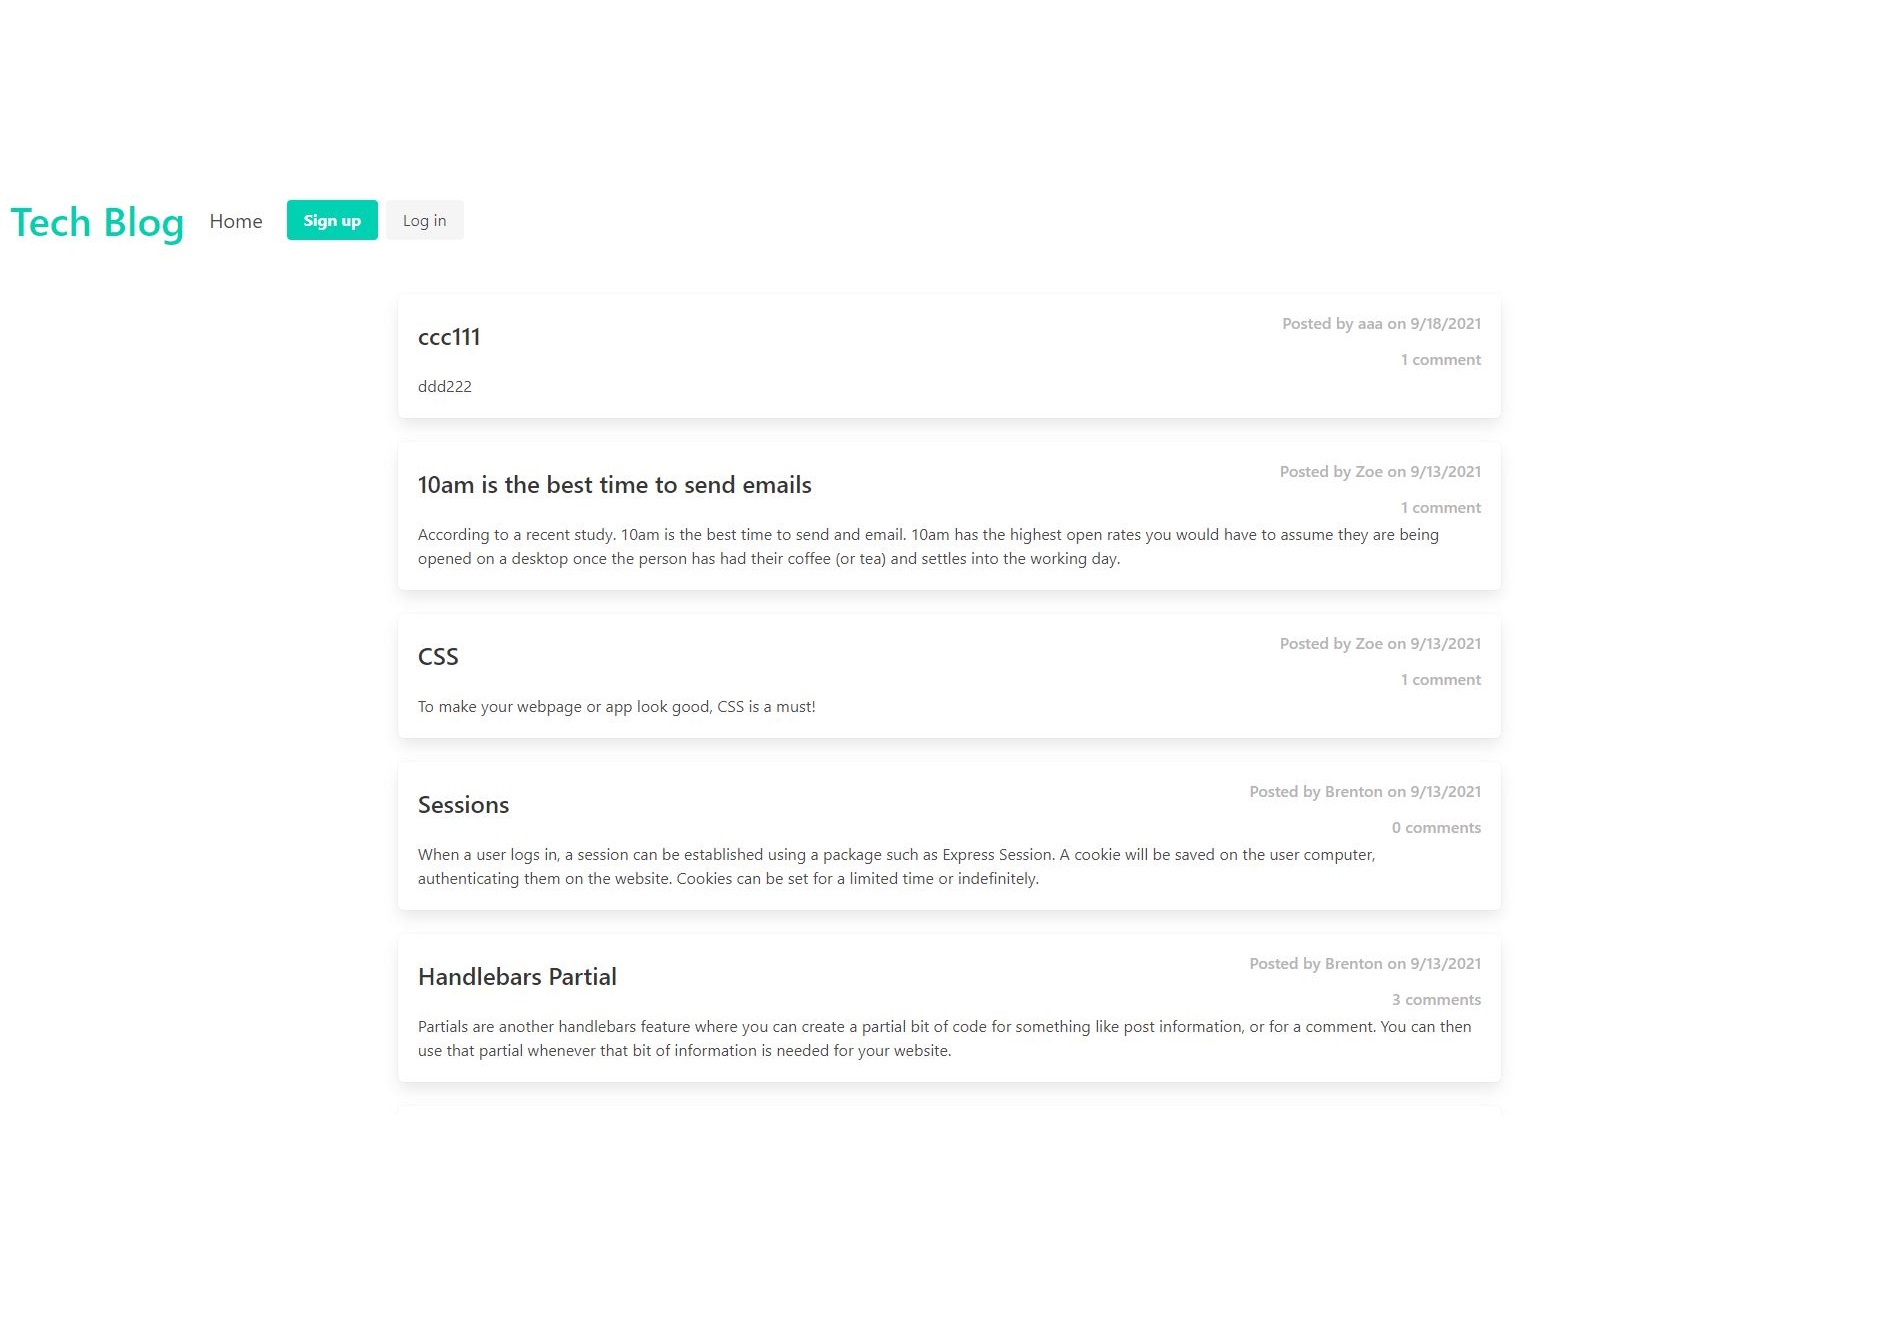 Tech Blog Home Sign up Log in
ccc111
Posted by aaa on 9/18/2021
1 comment
ddd222
10am is the best time to send emails
Posted by Zoe on 9/13/2021
1 comment
According to a recent study. 10am is the best time to send and email. 10am has the highest open rates you would have to assume they are being
opened on a desktop once the person has had their coffee (or tea) and settles into the working day.
CSS
Posted by Zoe on 9/13/2021
1 comment
To make your webpage or app look good, CSS is a must!
Sessions
Posted by Brenton on 9/13/2021
0 comments
When a user logs in, a session can be established using a package such as Express Session. A cookie will be saved on the user computer,
authenticating them on the website. Cookies can be set for a limited time or indefinitely.
Handlebars Partial
Posted by Brenton on 9/13/2021
3 comments
Partials are another handlebars feature where you can create a partial bit of code for something like post information, or for a comment. You can then
use that partial whenever that bit of information is needed for your website.